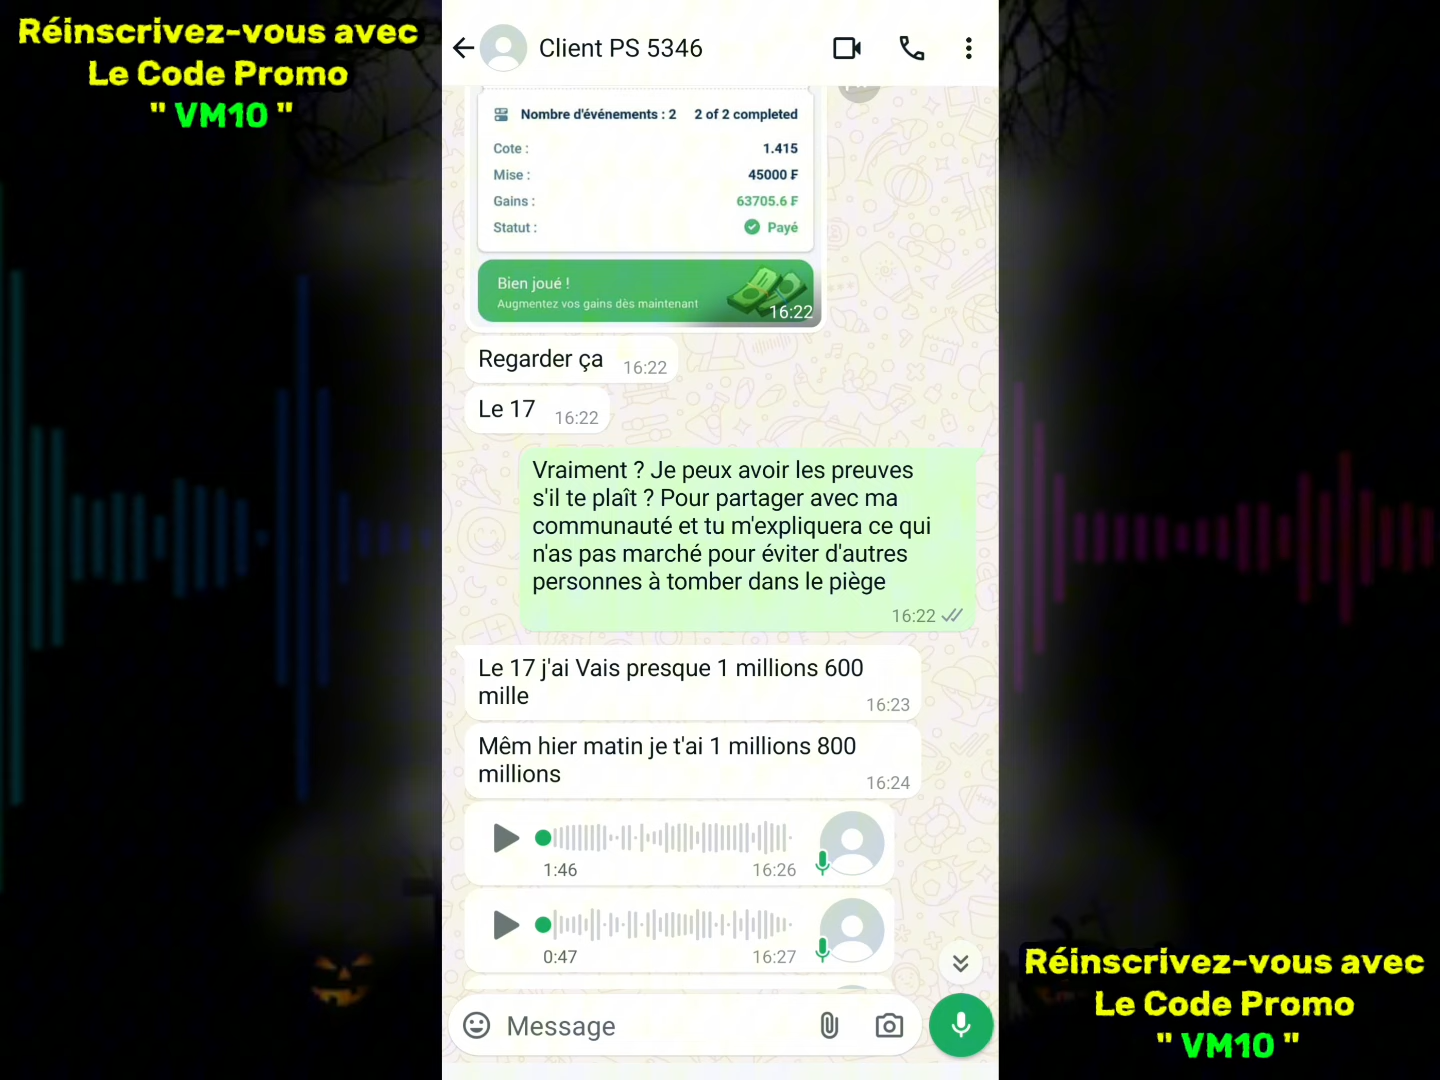 Réinscrivez-vous avec
Le Code Promo
" VM10 "
Client PS 5346
Nombre d'événements : 2 2 of 2 completed
Cote : 1.415
Mise : 45000 ₣
Gains : 63705.6 ₣
Statut : Payé
Bien joué !
Augmentez vos gains dès maintenant
16:22
Regarder ça 16:22
Le 17 16:22
Vraiment ? Je peux avoir les preuves
s'il te plaît ? Pour partager avec ma
communauté et tu m'expliquera ce qui
n'as pas marché pour éviter d'autres
personnes à tomber dans le piège
16:22
Le 17 j'ai Vais presque 1 millions 600
mille
16:23
Mêm hier matin je t'ai 1 millions 800
millions
16:24
1:46 16:26
0:47 16:27
Message
Réinscrivez-vous avec
Le Code Promo
" VM10 "